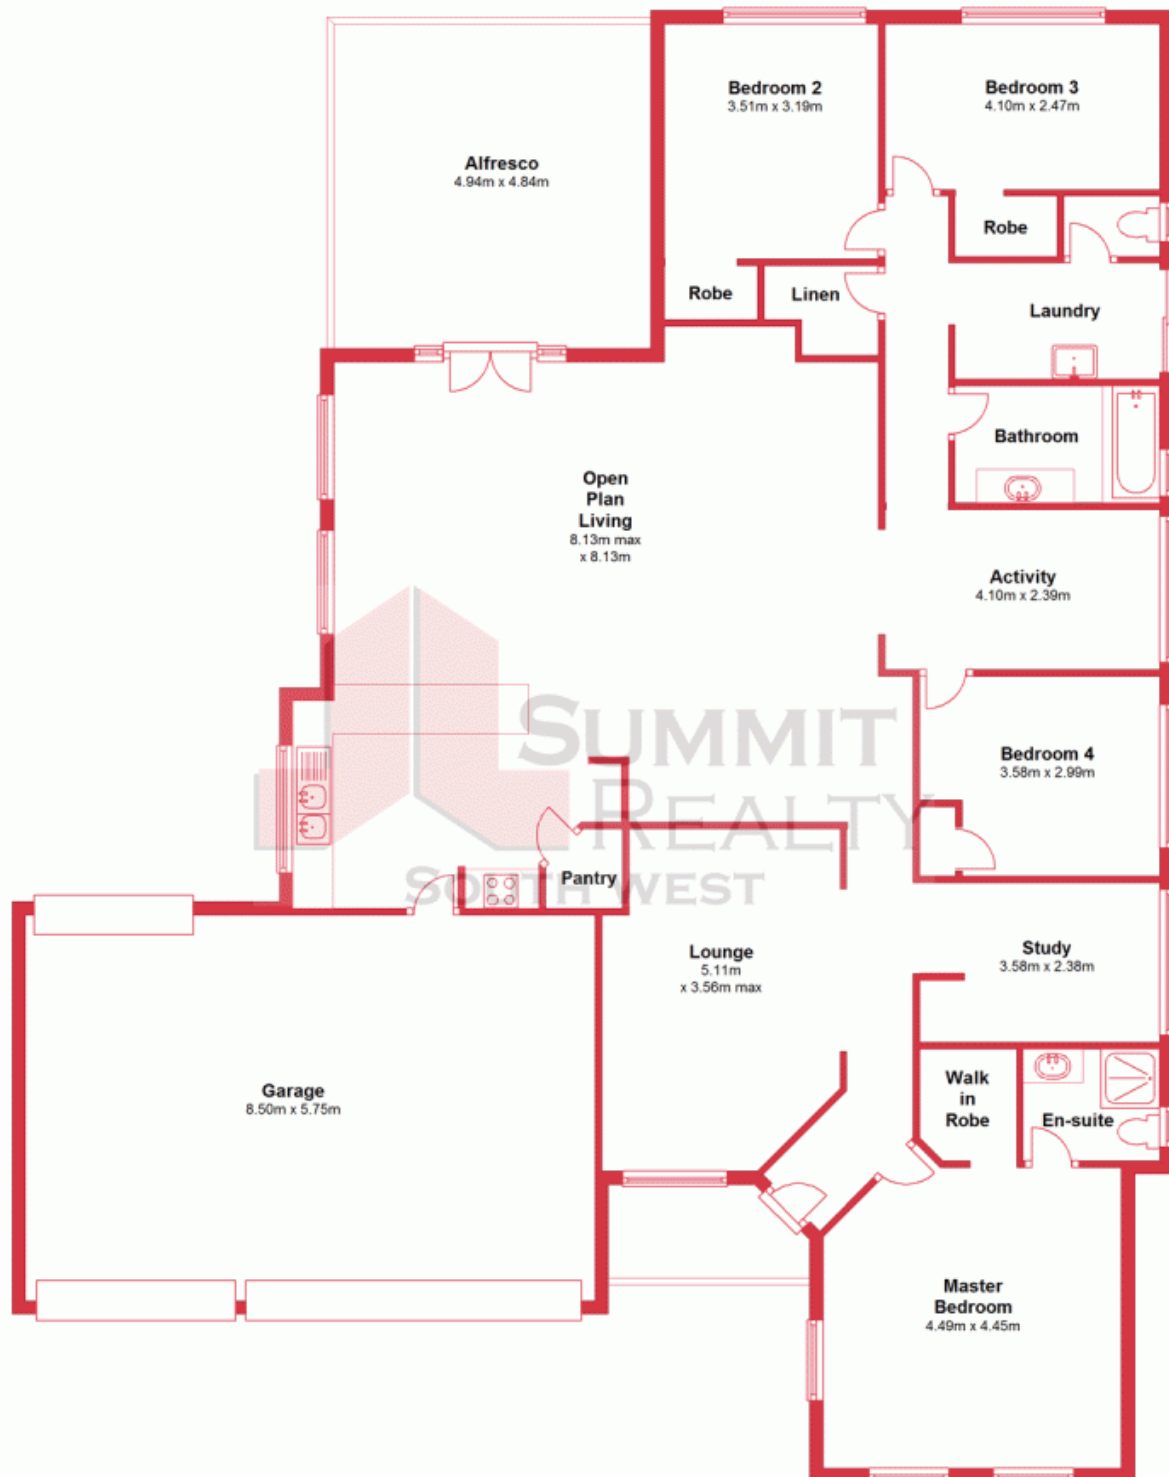 Bedroom 2
3.51m x 3.19m
Bedroom 3
4.10m x 2.47m
Alfresco
4.94m x 4.84m
Robe
Robe
Linen
Laundry
Bathroom
Open
Plan
Living
8.13m max
x 8.13m
Activity
4.10m x 2.39m
SUMMIT
REALTY
SOUTH WEST
Bedroom 4
3.58m x 2.99m
Pantry
Lounge
5.11m
x 3.56m max
Study
3.58m x 2.38m
Garage
8.50m x 5.75m
Walk
in
Robe
En-suite
Master
Bedroom
4.49m x 4.45m